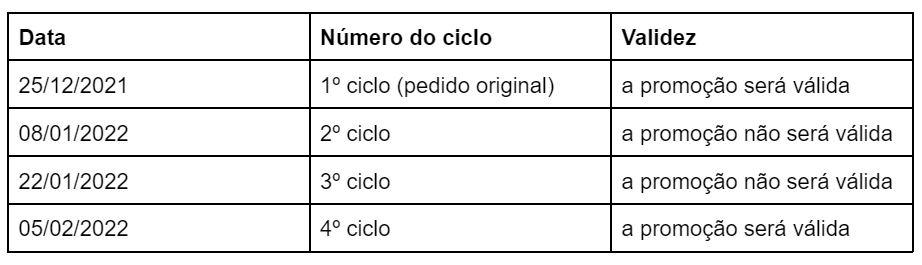 Data Número do ciclo Validez
25/12/2021 1º ciclo (pedido original) a promoção será válida
08/01/2022 2º ciclo a promoção não será válida
22/01/2022 3º ciclo a promoção não será válida
05/02/2022 4º ciclo a promoção será válida